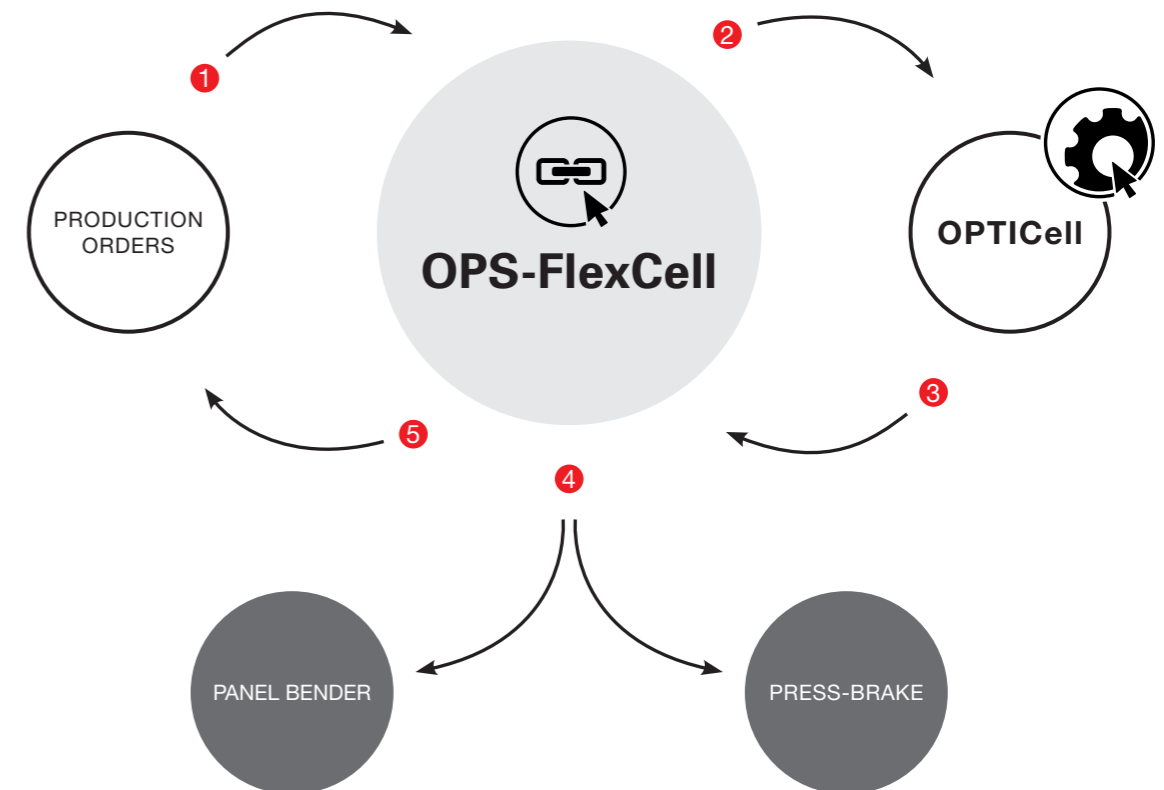 1
2
PRODUCTION
ORDERS
OPS-FlexCell
OPTICell
3
5
4
PANEL BENDER
PRESS-BRAKE